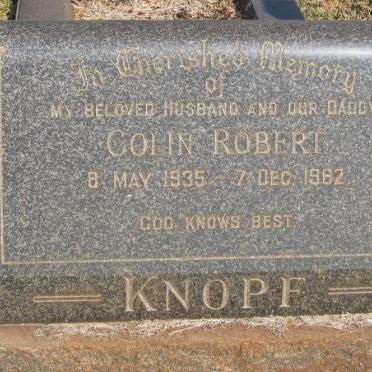 In Cherished Memory
of
MY BELOVED HUSBAND AND OUR DADDY
COLIN ROBERT
8 MAY 1935 - 7 DEC. 1982.
GOD KNOWS BEST.
KNOPF